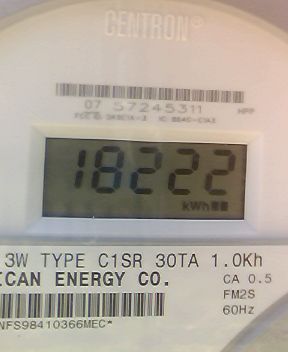 CENTRON®
07 57245311 HPP
18222
kWh
3W TYPE C1SR 30TA 1.0Kh
ICAN ENERGY CO. CA 0.5
FM2S
NFS98410366MEC* 60Hz